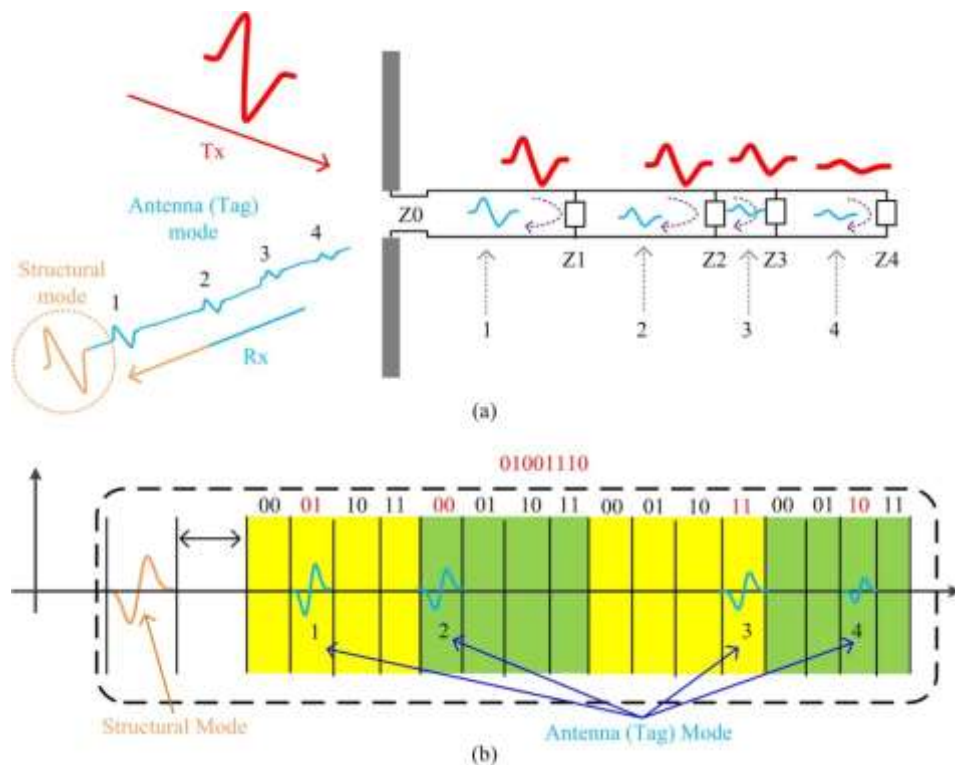 Tx
Antenna (Tag)
mode
Structural
mode
1
2
3
4
Rx
Z0
Z1
Z2
Z3
Z4
1
2
3
4
(a)
01001110
00 01 10 11 00 01 10 11 00 01 10 11 00 01 10 11
1
2
3
4
Structural Mode
Antenna (Tag) Mode
(b)